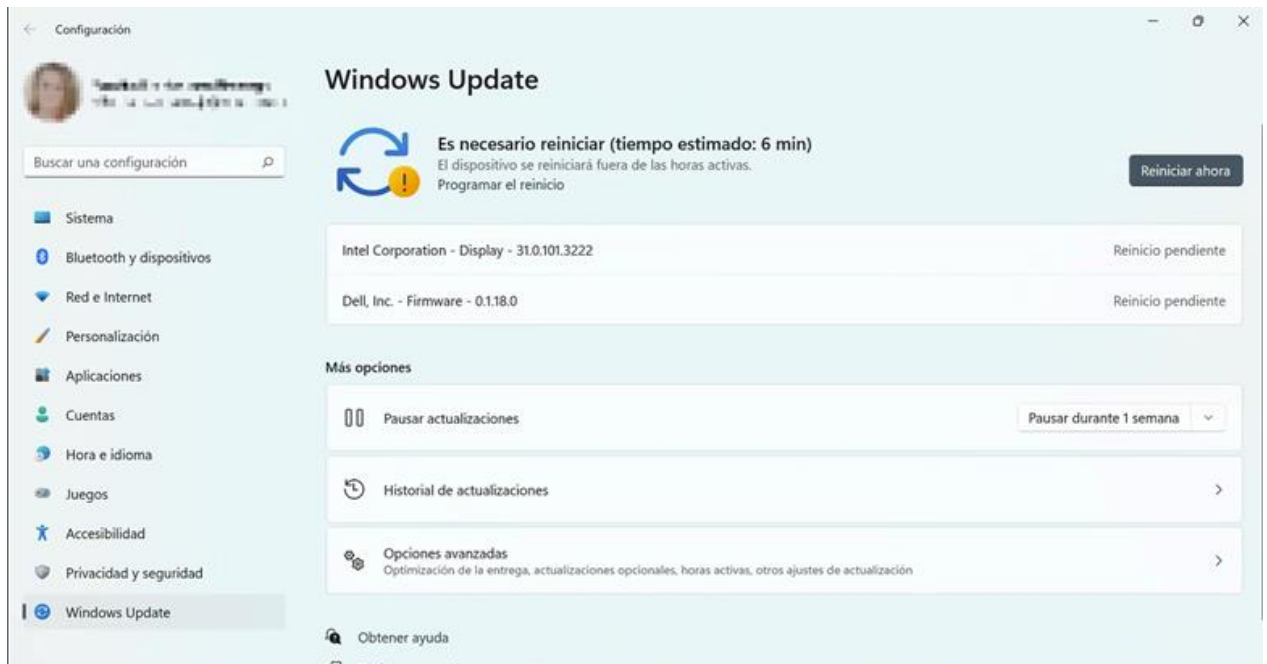 Configuración
Buscar una configuración
Sistema
Bluetooth y dispositivos
Red e Internet
Personalización
Aplicaciones
Cuentas
Hora e idioma
Juegos
Accesibilidad
Privacidad y seguridad
Windows Update
Windows Update
Es necesario reiniciar (tiempo estimado: 6 min)
El dispositivo se reiniciará fuera de las horas activas.
Programar el reinicio
Reiniciar ahora
Intel Corporation - Display - 31.0.101.3222
Reinicio pendiente
Dell, Inc. - Firmware - 0.1.18.0
Reinicio pendiente
Más opciones
Pausar actualizaciones
Pausar durante 1 semana
Historial de actualizaciones
Opciones avanzadas
Optimización de la entrega, actualizaciones opcionales, horas activas, otros ajustes de actualización
Obtener ayuda